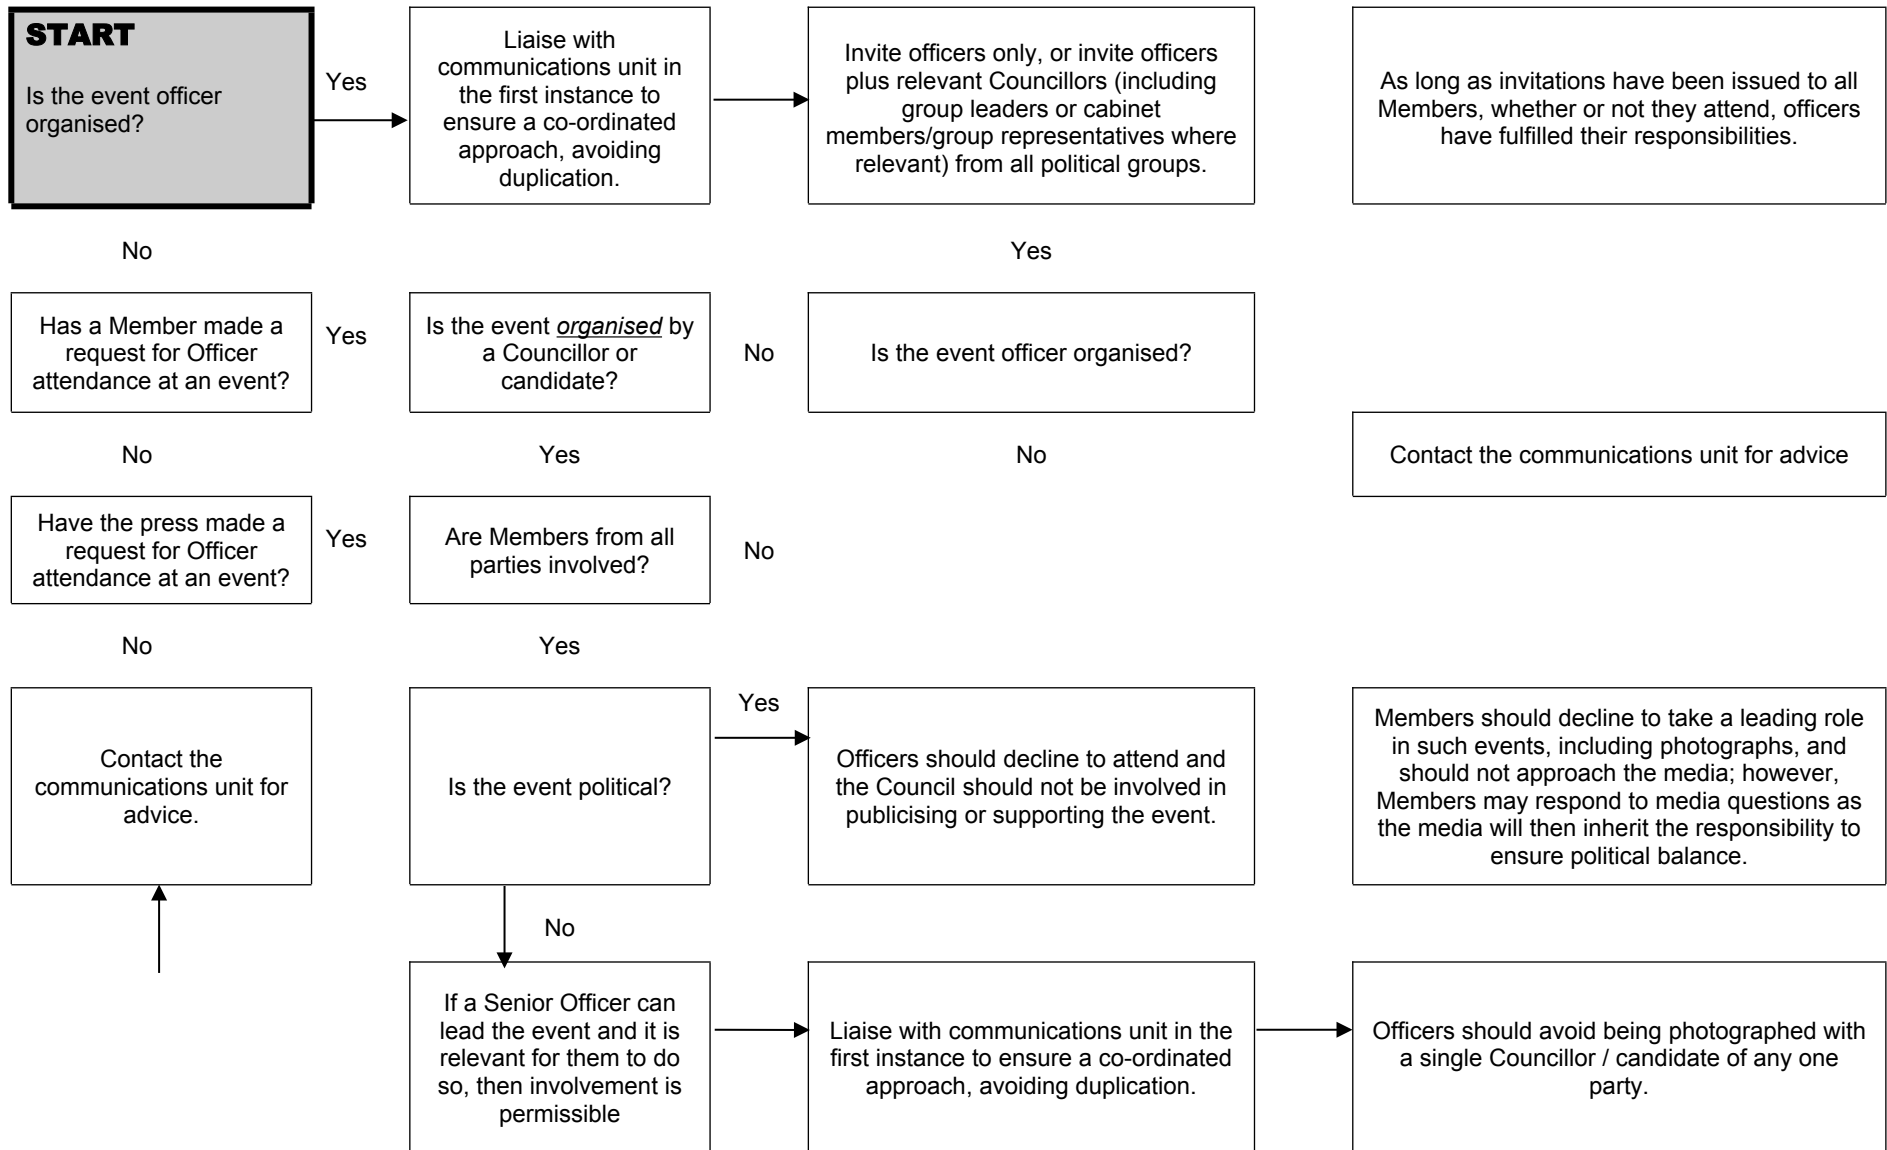 START
Is the event officer
organised?
Yes
Liaise with
communications unit in
the first instance to
ensure a co-ordinated
approach, avoiding
duplication.
Invite officers only, or invite officers
plus relevant Councillors (including
group leaders or cabinet
members/group representatives where
relevant) from all political groups.
As long as invitations have been issued to all
Members, whether or not they attend, officers
have fulfilled their responsibilities.
No
Yes
Has a Member made a
request for Officer
attendance at an event?
Yes
Is the event organised by
a Councillor or
candidate?
No
Is the event officer organised?
No
Yes
No
Contact the communications unit for advice
Have the press made a
request for Officer
attendance at an event?
Yes
Are Members from all
parties involved?
No
No
Yes
Contact the
communications unit for
advice.
Is the event political?
Yes
Officers should decline to attend and
the Council should not be involved in
publicising or supporting the event.
Members should decline to take a leading role
in such events, including photographs, and
should not approach the media; however,
Members may respond to media questions as
the media will then inherit the responsibility to
ensure political balance.
No
If a Senior Officer can
lead the event and it is
relevant for them to do
so, then involvement is
permissible
Liaise with communications unit in the
first instance to ensure a co-ordinated
approach, avoiding duplication.
Officers should avoid being photographed with
a single Councillor / candidate of any one
party.